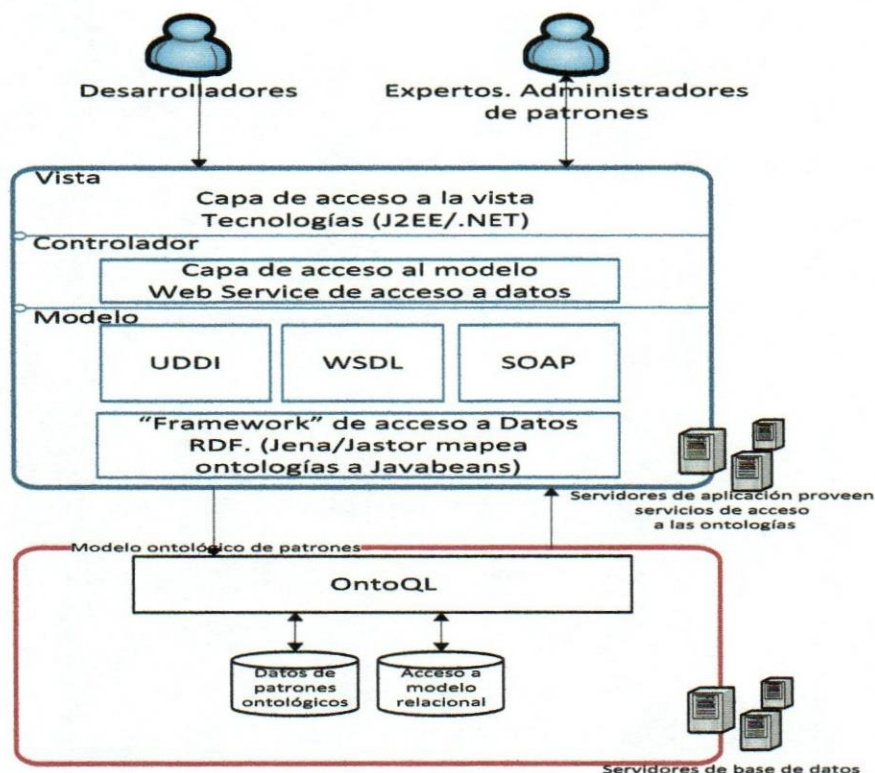 Desarrolladores
Expertos. Administradores
de patrones
Vista
Capa de acceso a la vista
Tecnologías (J2EE/.NET)
Controlador
Capa de acceso al modelo
Web Service de acceso a datos
Modelo
UDDI
WSDL
SOAP
“Framework” de acceso a Datos
RDF. (Jena/Jastor mapea
ontologías a Javabeans)
Servidores de aplicación proveen
servicios de acceso
a las ontologías
Modelo ontológico de patrones
OntoQL
Datos de
patrones
ontológicos
Acceso a
modelo
relacional
Servidores de base de datos